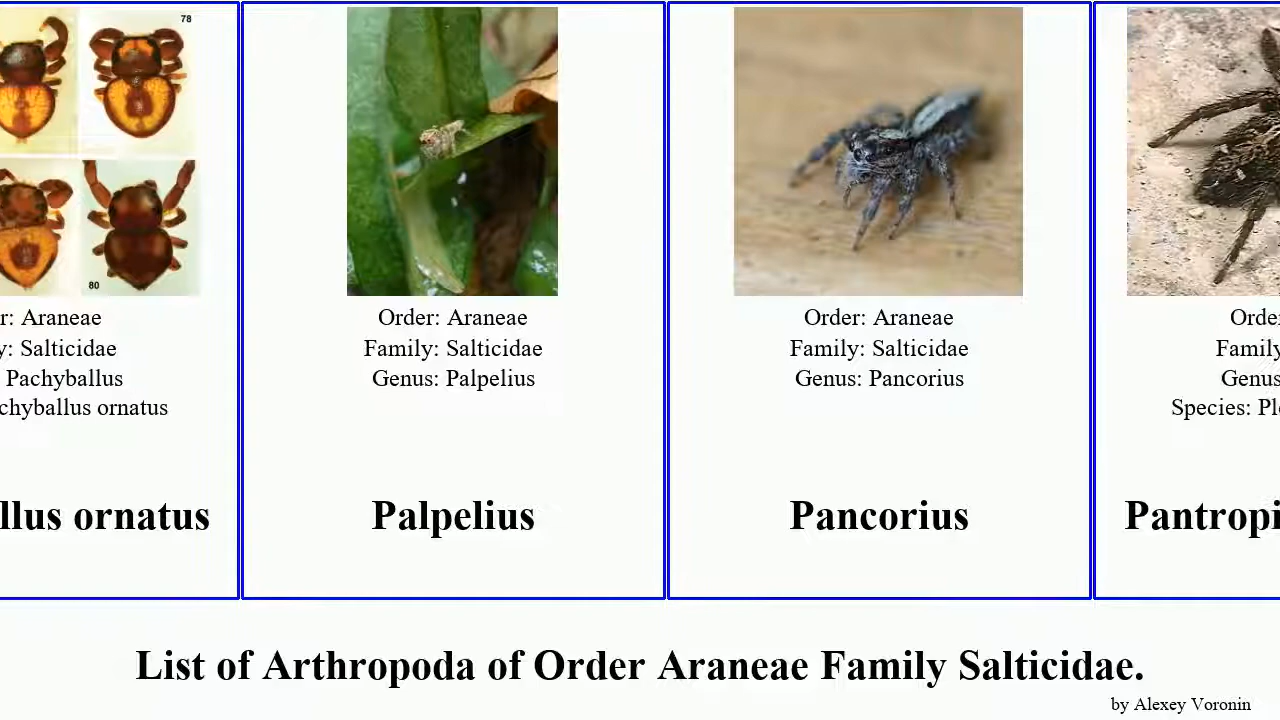 78
80
r: Araneae
y: Salticidae
Pachyballus
chyballus ornatus
llus ornatus
Order: Araneae
Family: Salticidae
Genus: Palpelius
Palpelius
Order: Araneae
Family: Salticidae
Genus: Pancorius
Pancorius
Orde
Family
Genus
Species: Pl
Pantropi
List of Arthropoda of Order Araneae Family Salticidae.
by Alexey Voronin